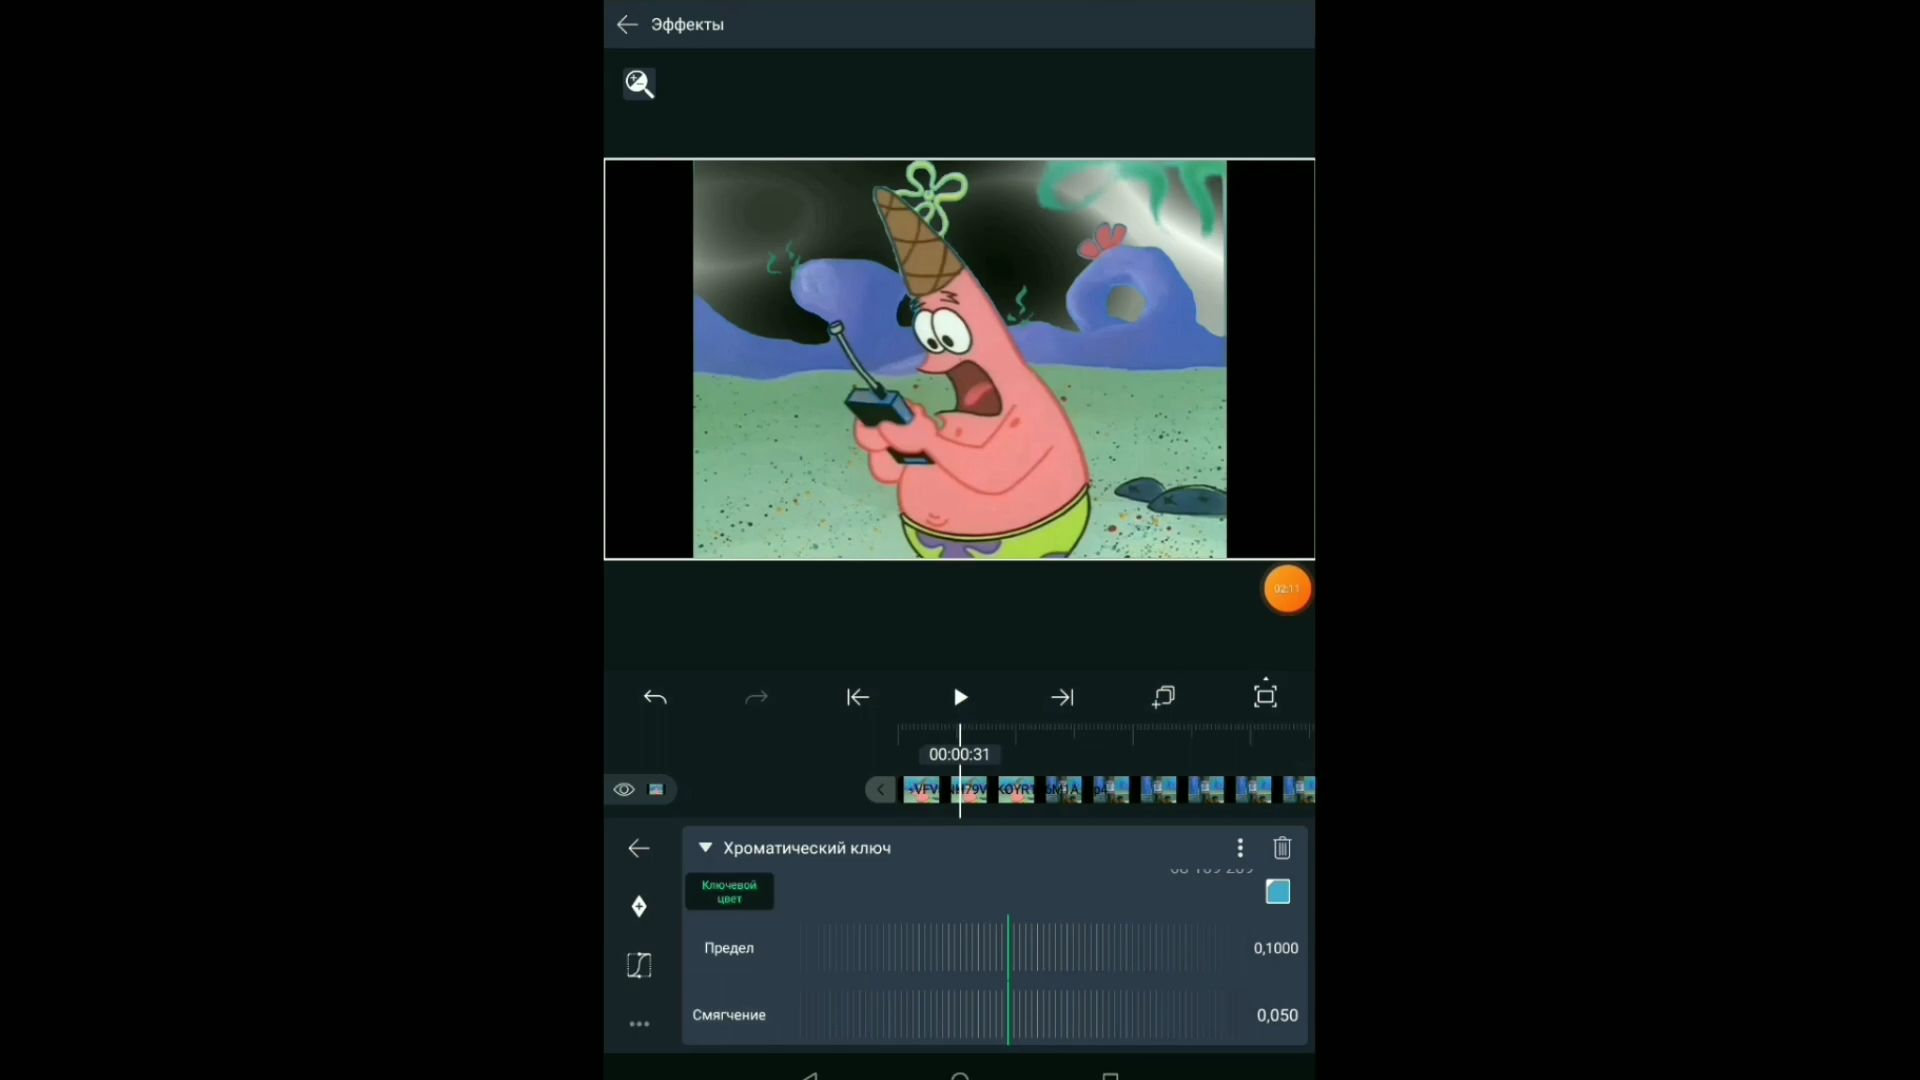 Эффекты
02:11
00:00:31
Хроматический ключ
Ключевой
цвет
Предел
0,1000
Смягчение
0,050